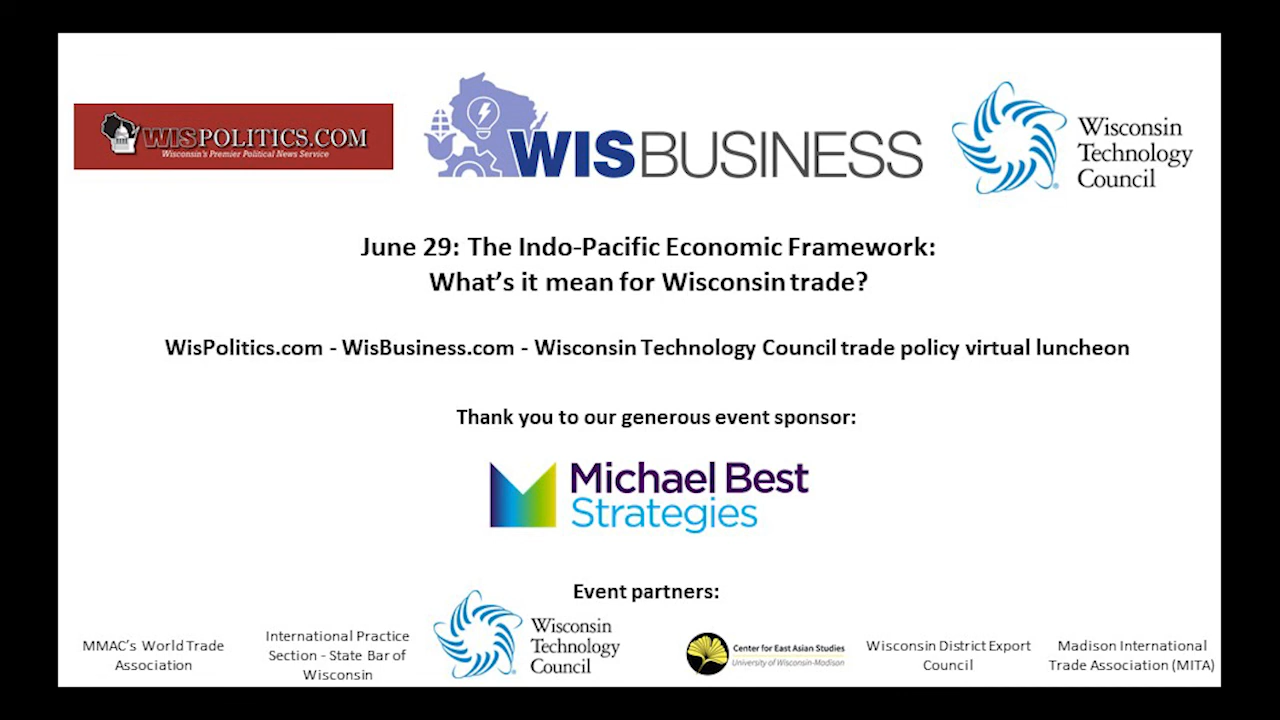 WISPOLITICS.COM
Wisconsin's Premier Political News Service
WISBUSINESS
Wisconsin
Technology
Council
June 29: The Indo-Pacific Economic Framework:
What's it mean for Wisconsin trade?
WisPolitics.com - WisBusiness.com - Wisconsin Technology Council trade policy virtual luncheon
Thank you to our generous event sponsor:
Michael Best
Strategies
Event partners:
MMAC's World Trade
Association
International Practice
Section - State Bar of
Wisconsin
Wisconsin
Technology
Council
Center for East Asian Studies
University of Wisconsin-Madison
Wisconsin District Export
Council
Madison International
Trade Association (MITA)